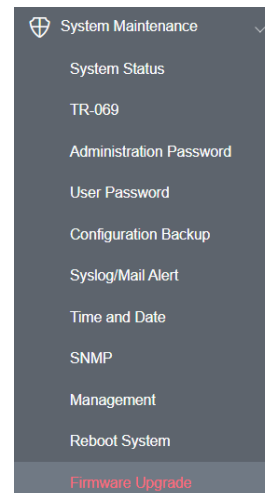 System Maintenance
System Status
TR-069
Administration Password
User Password
Configuration Backup
Syslog/Mail Alert
Time and Date
SNMP
Management
Reboot System
Firmware Upgrade